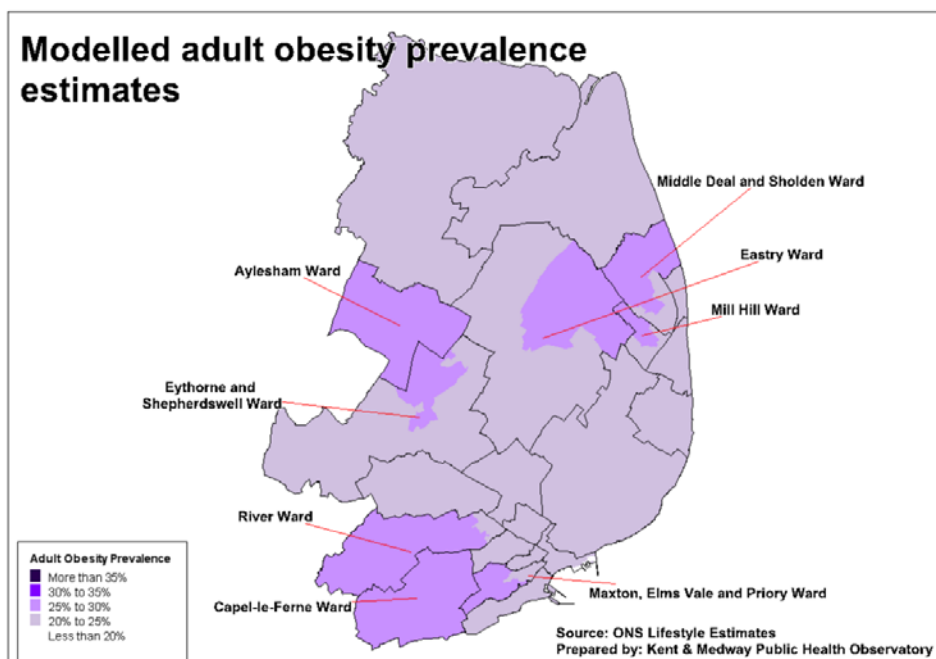 Modelled adult obesity prevalence
estimates
Middle Deal and Sholden Ward
Eastry Ward
Aylesham Ward
Mill Hill Ward
Eythorne and
Shepherdswell Ward
River Ward
Capel-le-Ferne Ward
Maxton, Elms Vale and Priory Ward
Adult Obesity Prevalence
More than 35%
30% to 35%
25% to 30%
20% to 25%
Less than 20%
Source: ONS Lifestyle Estimates
Prepared by: Kent & Medway Public Health Observatory